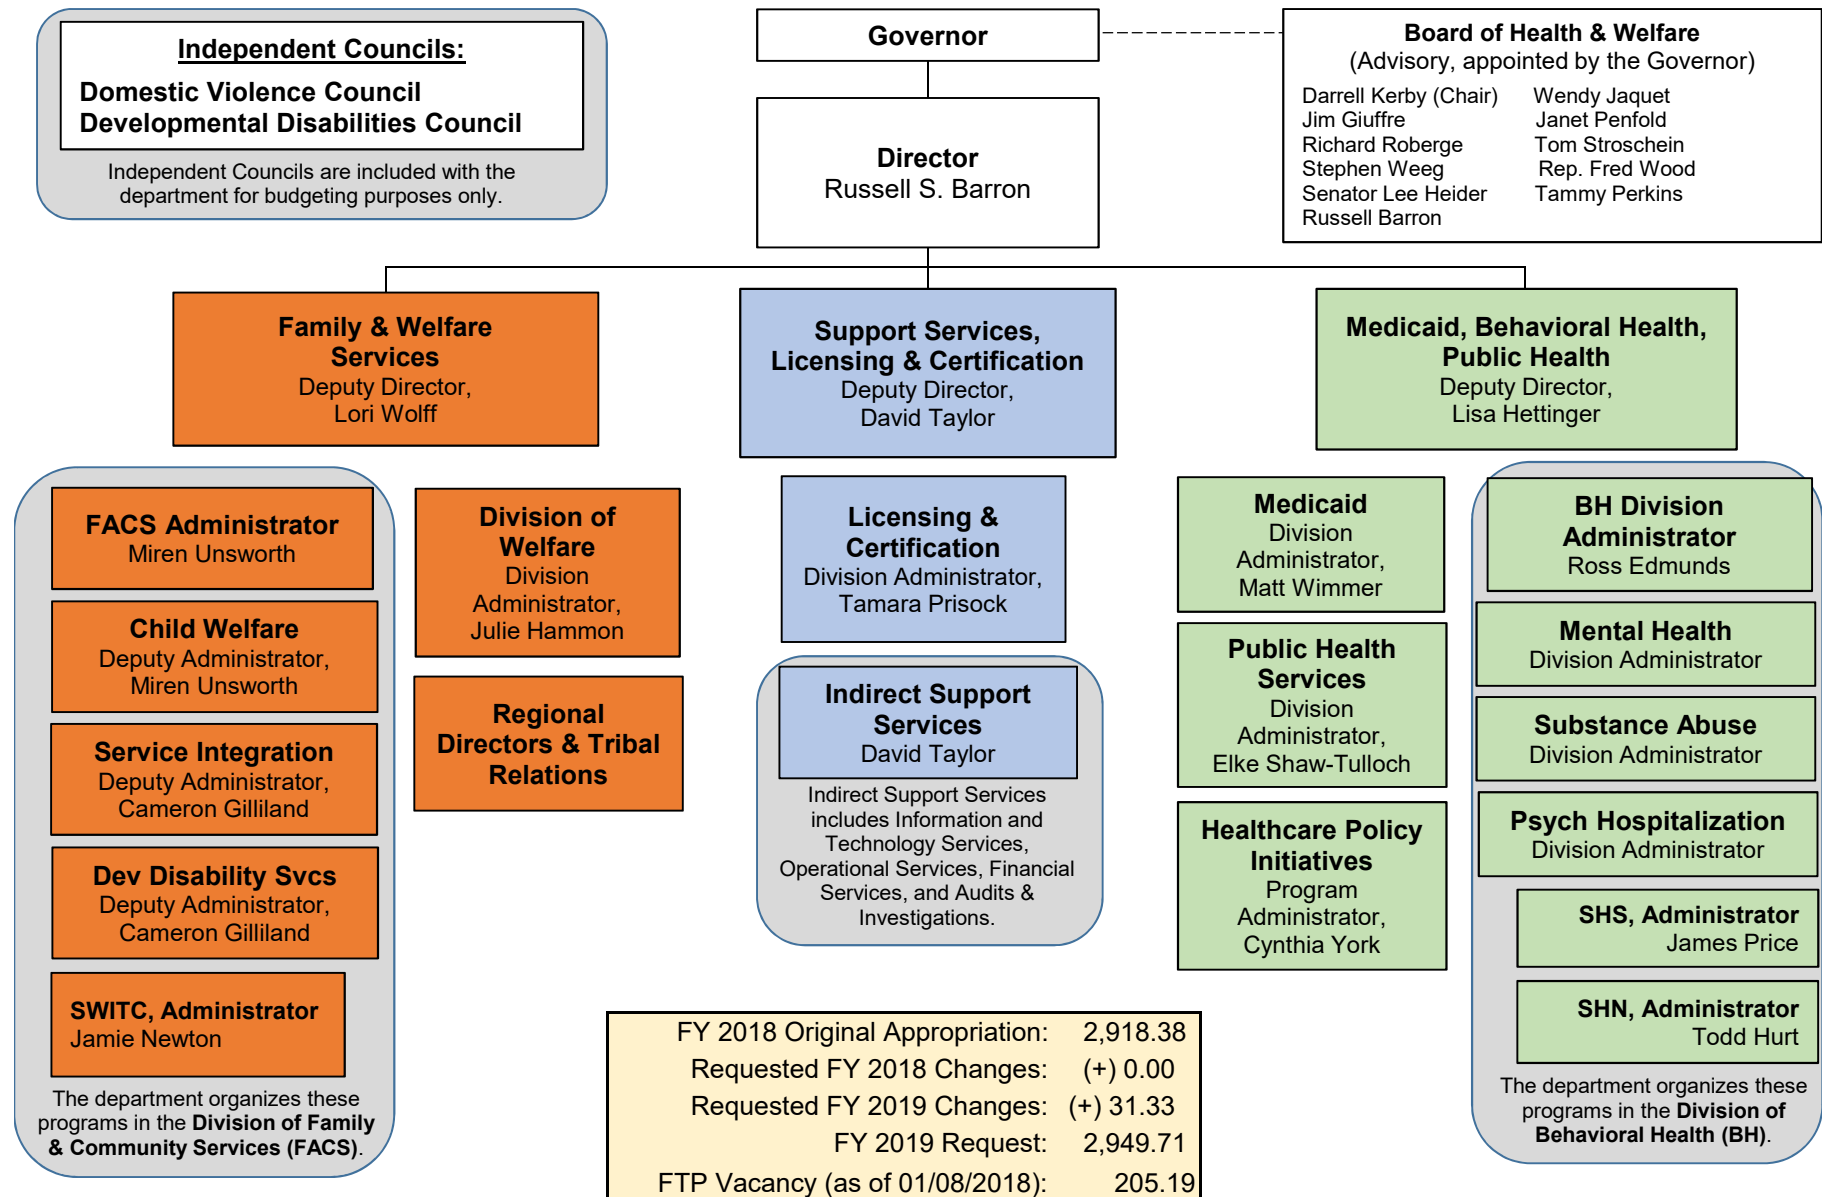 Independent Councils:
Domestic Violence Council
Developmental Disabilities Council
Independent Councils are included with the
department for budgeting purposes only.
Governor
Director
Russell S. Barron
Board of Health & Welfare
(Advisory, appointed by the Governor)
Darrell Kerby (Chair) Wendy Jaquet
Jim Giuffre Janet Penfold
Richard Roberge Tom Stroschein
Stephen Weeg Rep. Fred Wood
Senator Lee Heider Tammy Perkins
Russell Barron
Family & Welfare
Services
Deputy Director,
Lori Wolff
Support Services,
Licensing & Certification
Deputy Director,
David Taylor
Medicaid, Behavioral Health,
Public Health
Deputy Director,
Lisa Hettinger
FACS Administrator
Miren Unsworth
Child Welfare
Deputy Administrator,
Miren Unsworth
Service Integration
Deputy Administrator,
Cameron Gilliland
Dev Disability Svcs
Deputy Administrator,
Cameron Gilliland
SWITC, Administrator
Jamie Newton
The department organizes these
programs in the Division of Family
& Community Services (FACS).
Division of
Welfare
Division
Administrator,
Julie Hammon
Regional
Directors & Tribal
Relations
Licensing &
Certification
Division Administrator,
Tamara Prisock
Indirect Support
Services
David Taylor
Indirect Support Services
includes Information and
Technology Services,
Operational Services, Financial
Services, and Audits &
Investigations.
Medicaid
Division
Administrator,
Matt Wimmer
Public Health
Services
Division
Administrator,
Elke Shaw-Tulloch
Healthcare Policy
Initiatives
Program
Administrator,
Cynthia York
BH Division
Administrator
Ross Edmunds
Mental Health
Division Administrator
Substance Abuse
Division Administrator
Psych Hospitalization
Division Administrator
SHS, Administrator
James Price
SHN, Administrator
Todd Hurt
The department organizes these
programs in the Division of
Behavioral Health (BH).
FY 2018 Original Appropriation: 2,918.38
Requested FY 2018 Changes: (+) 0.00
Requested FY 2019 Changes: (+) 31.33
FY 2019 Request: 2,949.71
FTP Vacancy (as of 01/08/2018): 205.19